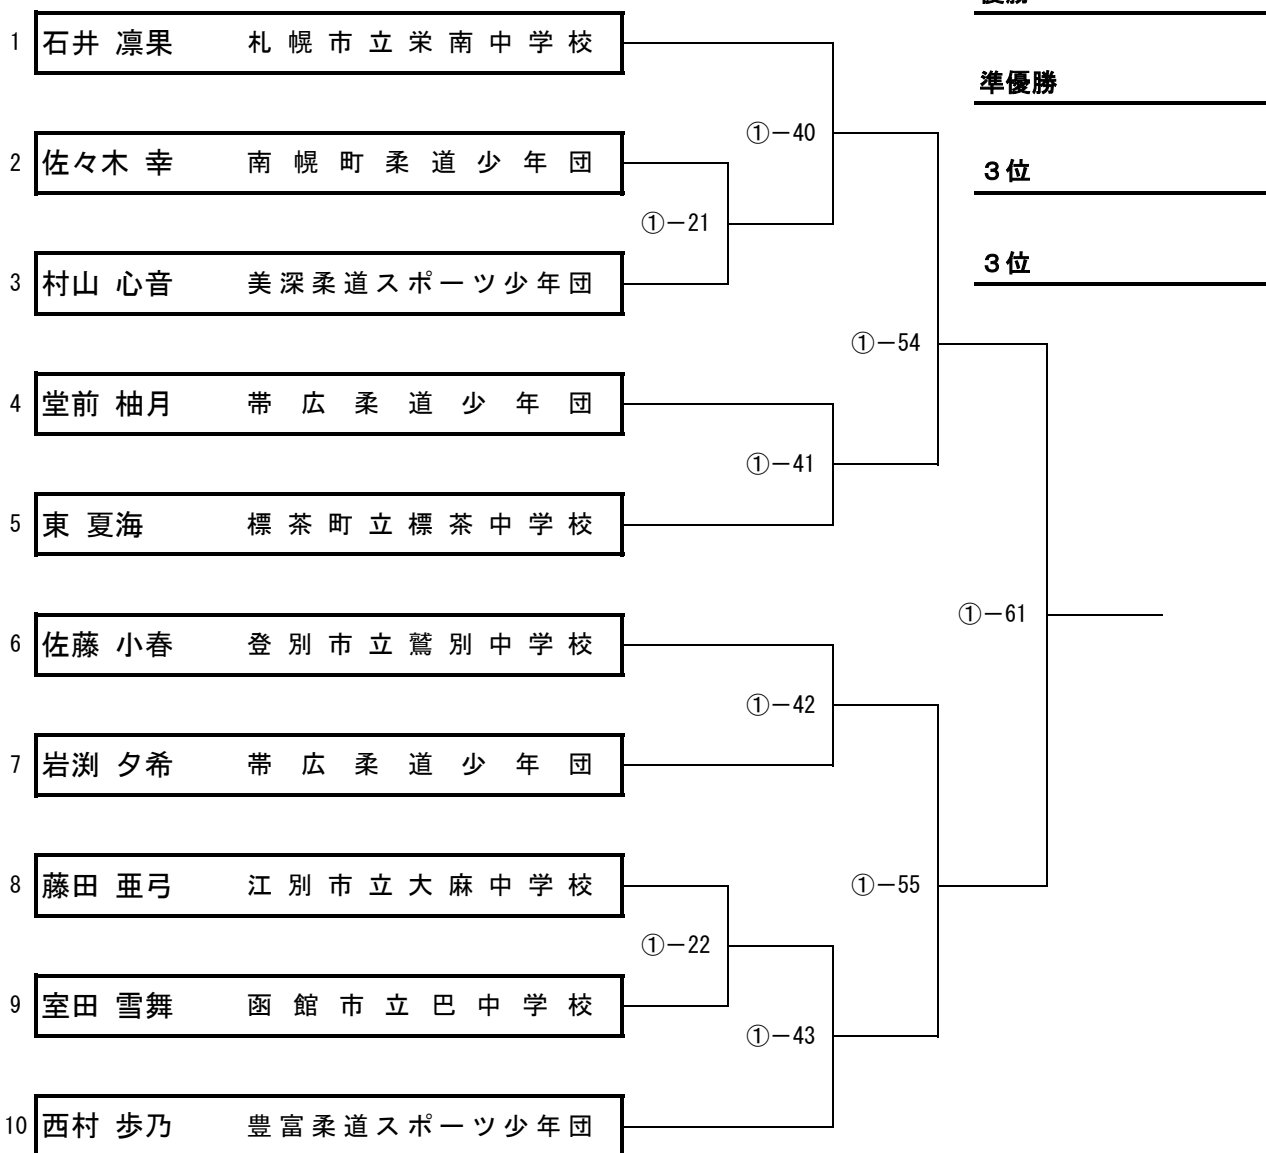 優勝
1 石井 凛果 札幌市立栄南中学校
準優勝
①－40
2 佐々木 幸 南幌町柔道少年団
３位
①－21
3 村山 心音 美深柔道スポーツ少年団
３位
①－54
4 堂前 柚月 帯広柔道少年団
①－41
5 東 夏海 標茶町立標茶中学校
①－61
6 佐藤 小春 登別市立鷲別中学校
①－42
7 岩渕 夕希 帯広柔道少年団
8 藤田 亜弓 江別市立大麻中学校
①－55
①－22
9 室田 雪舞 函館市立巴中学校
①－43
10 西村 歩乃 豊富柔道スポーツ少年団